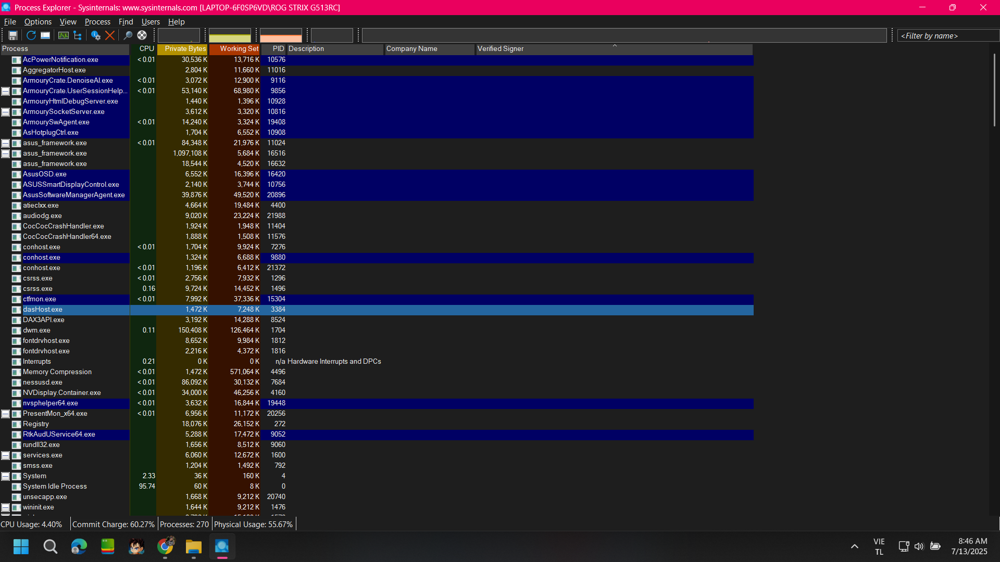 Process Explorer - Sysinternals: www.sysinternals.com [LAPTOP-6F0SP6VD\ROG STRIX G513RC]
File Options View Process Find Users Help
<Filter by name>
Process CPU Private Bytes Working Set PID Description Company Name Verified Signer
AcPowerNotification.exe < 0.01 30,536 K 13,716 K 10576
AggregatorHost.exe 2,804 K 11,660 K 11016
ArmouryCrate.DenoiseAI.exe < 0.01 3,072 K 12,900 K 9116
ArmouryCrate.UserSessionHelp... < 0.01 53,140 K 68,980 K 9856
ArmouryHtmlDebugServer.exe 1,440 K 1,396 K 10928
ArmourySocketServer.exe 3,612 K 3,320 K 10816
ArmourySwAgent.exe < 0.01 14,240 K 3,324 K 19408
AsHotplugCtrl.exe 1,704 K 6,552 K 10908
asus_framework.exe < 0.01 84,348 K 21,976 K 11024
asus_framework.exe 1,097,108 K 5,684 K 16516
asus_framework.exe 18,544 K 4,520 K 16632
AsusOSD.exe 6,552 K 16,396 K 16420
ASUSSmartDisplayControl.exe 2,140 K 3,744 K 10756
AsusSoftwareManagerAgent.exe 39,876 K 49,520 K 20896
atieclxx.exe 4,664 K 19,484 K 4400
audiodg.exe 9,020 K 23,224 K 21988
CocCocCrashHandler.exe 1,924 K 1,948 K 11404
CocCocCrashHandler64.exe 1,888 K 1,508 K 11576
conhost.exe < 0.01 1,704 K 9,924 K 7276
conhost.exe 1,324 K 6,688 K 9880
conhost.exe < 0.01 1,196 K 6,412 K 21372
csrss.exe < 0.01 2,756 K 7,932 K 1296
csrss.exe 0.16 9,724 K 14,452 K 1496
ctfmon.exe < 0.01 7,992 K 37,336 K 15304
dasHost.exe 1,472 K 7,248 K 3384
DAX3API.exe 3,192 K 14,288 K 8524
dwm.exe 0.11 150,408 K 126,464 K 1704
fontdrvhost.exe 8,652 K 9,984 K 1812
fontdrvhost.exe 2,216 K 4,372 K 1816
Interrupts 0.21 0 K 0 K n/a Hardware Interrupts and DPCs
Memory Compression < 0.01 1,472 K 571,064 K 4496
nessusd.exe < 0.01 86,092 K 30,132 K 7684
NVDisplay.Container.exe < 0.01 34,000 K 46,256 K 4160
nvsphelper64.exe < 0.01 3,632 K 16,844 K 19448
PresentMon_x64.exe < 0.01 6,956 K 11,172 K 20256
Registry 18,076 K 26,152 K 272
RtkAudUService64.exe 5,288 K 17,472 K 9052
rundll32.exe 1,656 K 8,512 K 9060
services.exe 6,060 K 12,672 K 1600
smss.exe 1,204 K 1,492 K 792
System 2.33 36 K 160 K 4
System Idle Process 95.74 60 K 8 K 0
unsecapp.exe 1,668 K 9,212 K 20740
wininit.exe 1,644 K 9,212 K 1476
CPU Usage: 4.40% Commit Charge: 60.27% Processes: 270 Physical Usage: 55.67%
VIE 8:46 AM
TL 7/13/2025